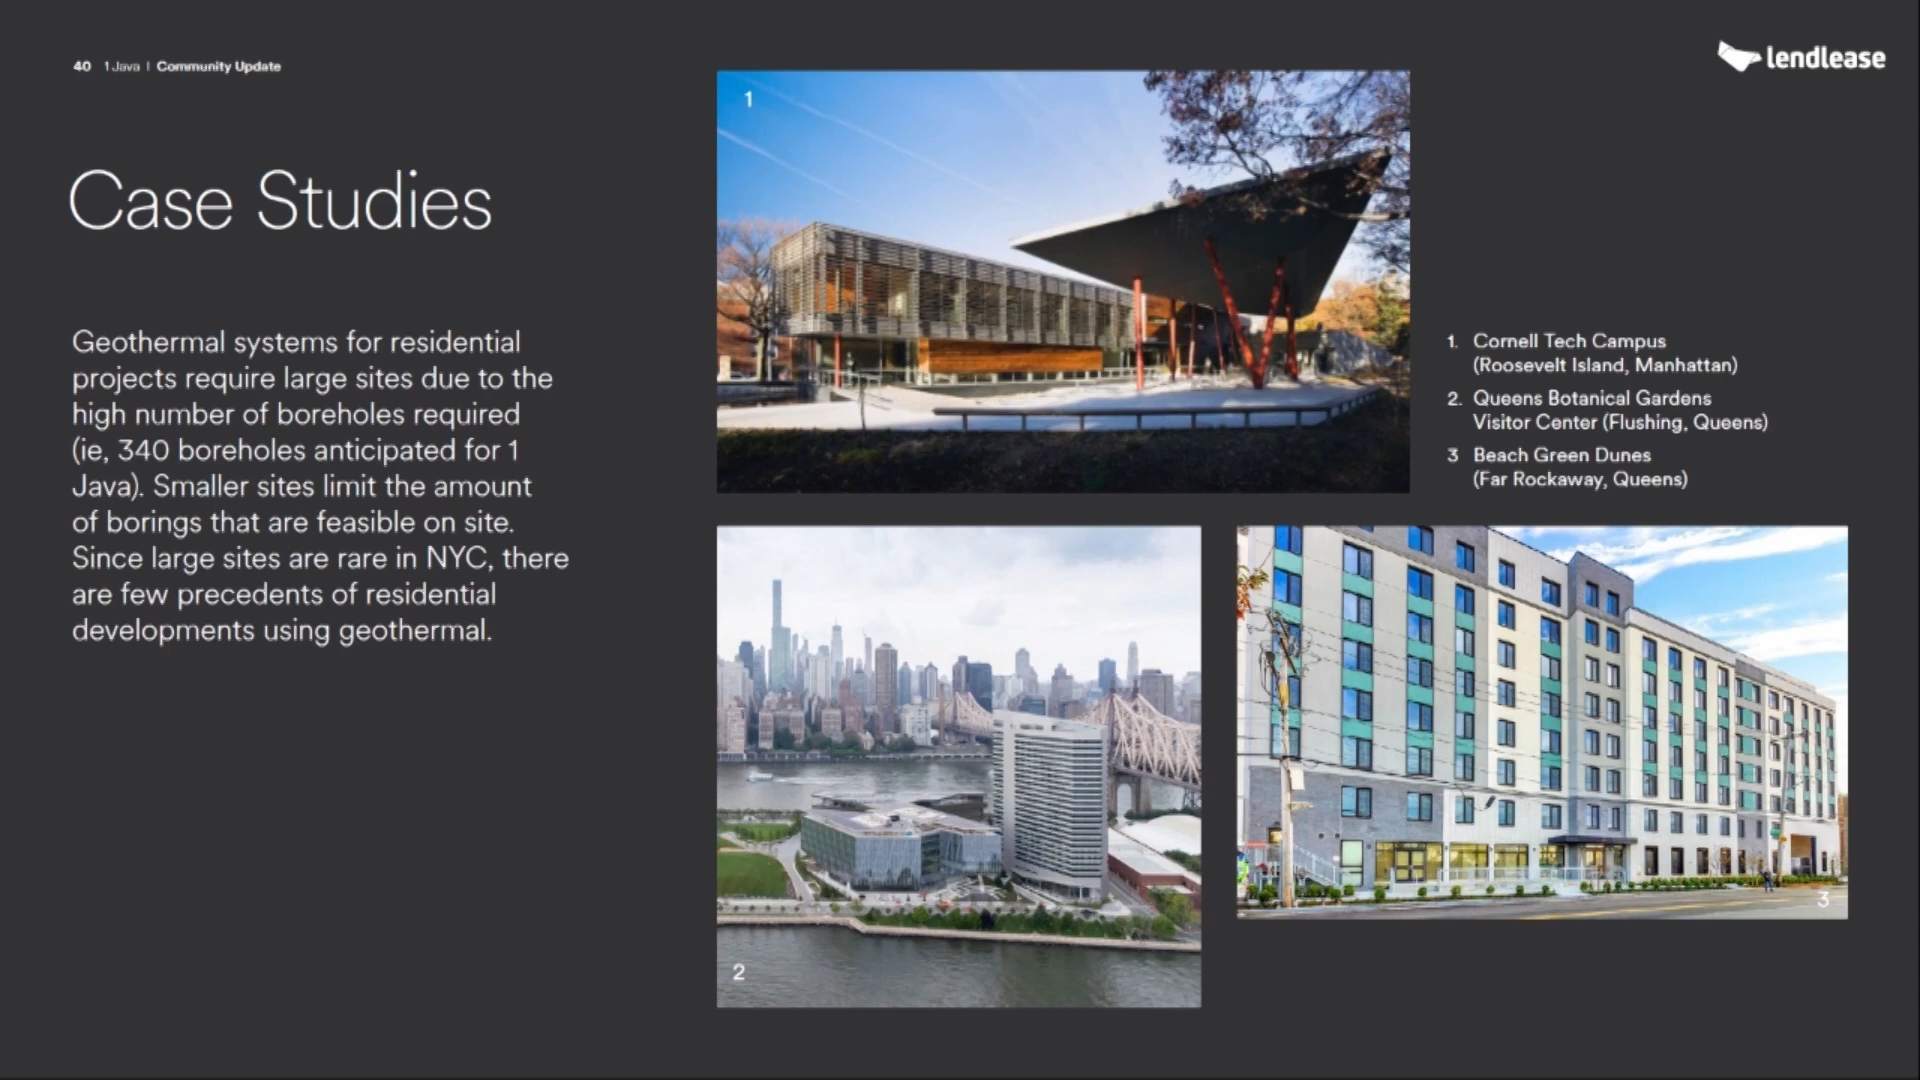 40 1 Java | Community Update
lendlease
Case Studies
Geothermal systems for residential
projects require large sites due to the
high number of boreholes required
(ie, 340 boreholes anticipated for 1
Java). Smaller sites limit the amount
of borings that are feasible on site.
Since large sites are rare in NYC, there
are few precedents of residential
developments using geothermal.
1
1. Cornell Tech Campus
(Roosevelt Island, Manhattan)
2. Queens Botanical Gardens
Visitor Center (Flushing, Queens)
3 Beach Green Dunes
(Far Rockaway, Queens)
2
3